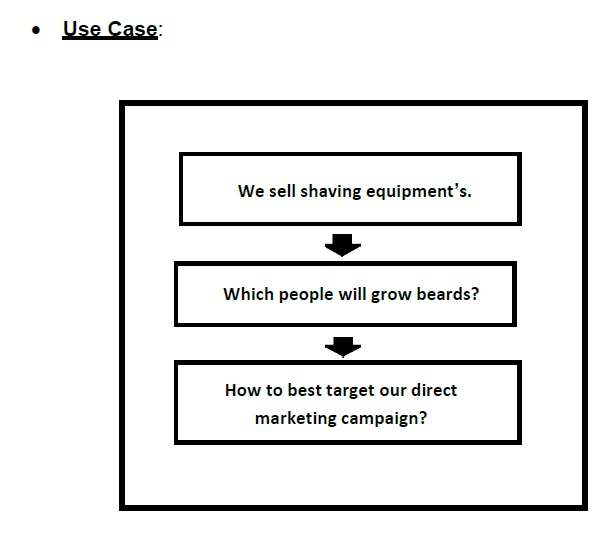 • Use Case:
We sell shaving equipment’s.
Which people will grow beards?
How to best target our direct
marketing campaign?